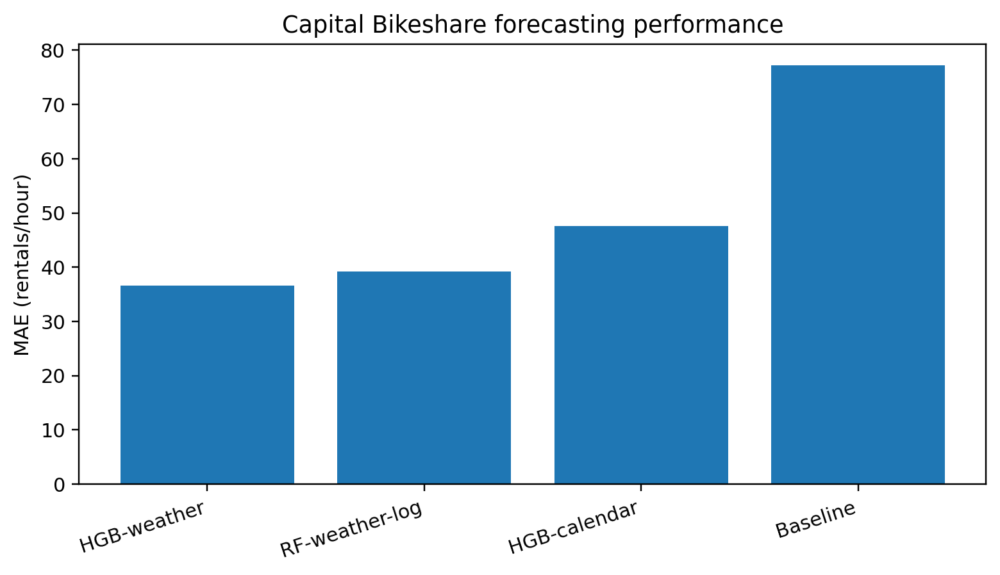 Capital Bikeshare forecasting performance
MAE (rentals/hour)
80
70
60
50
40
30
20
10
0
HGB-weather
RF-weather-log
HGB-calendar
Baseline